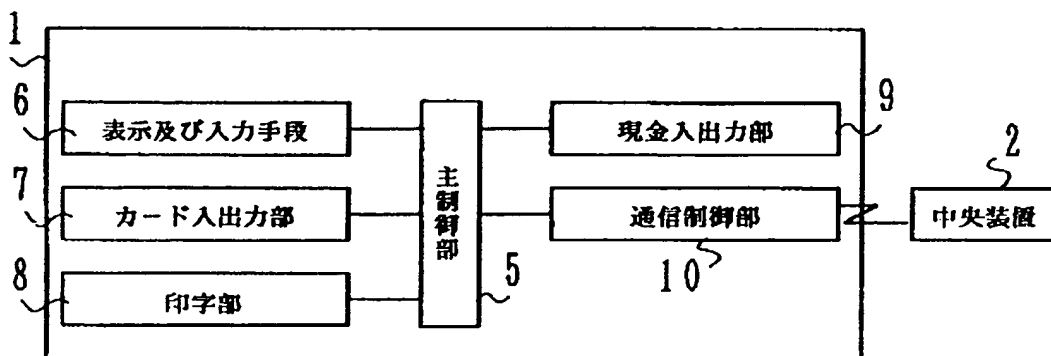 1
6
表示及び入力手段
現金入出力部
9
7
カード入出力部
主制御部
通信制御部
2
中央装置
8
印字部
5
10